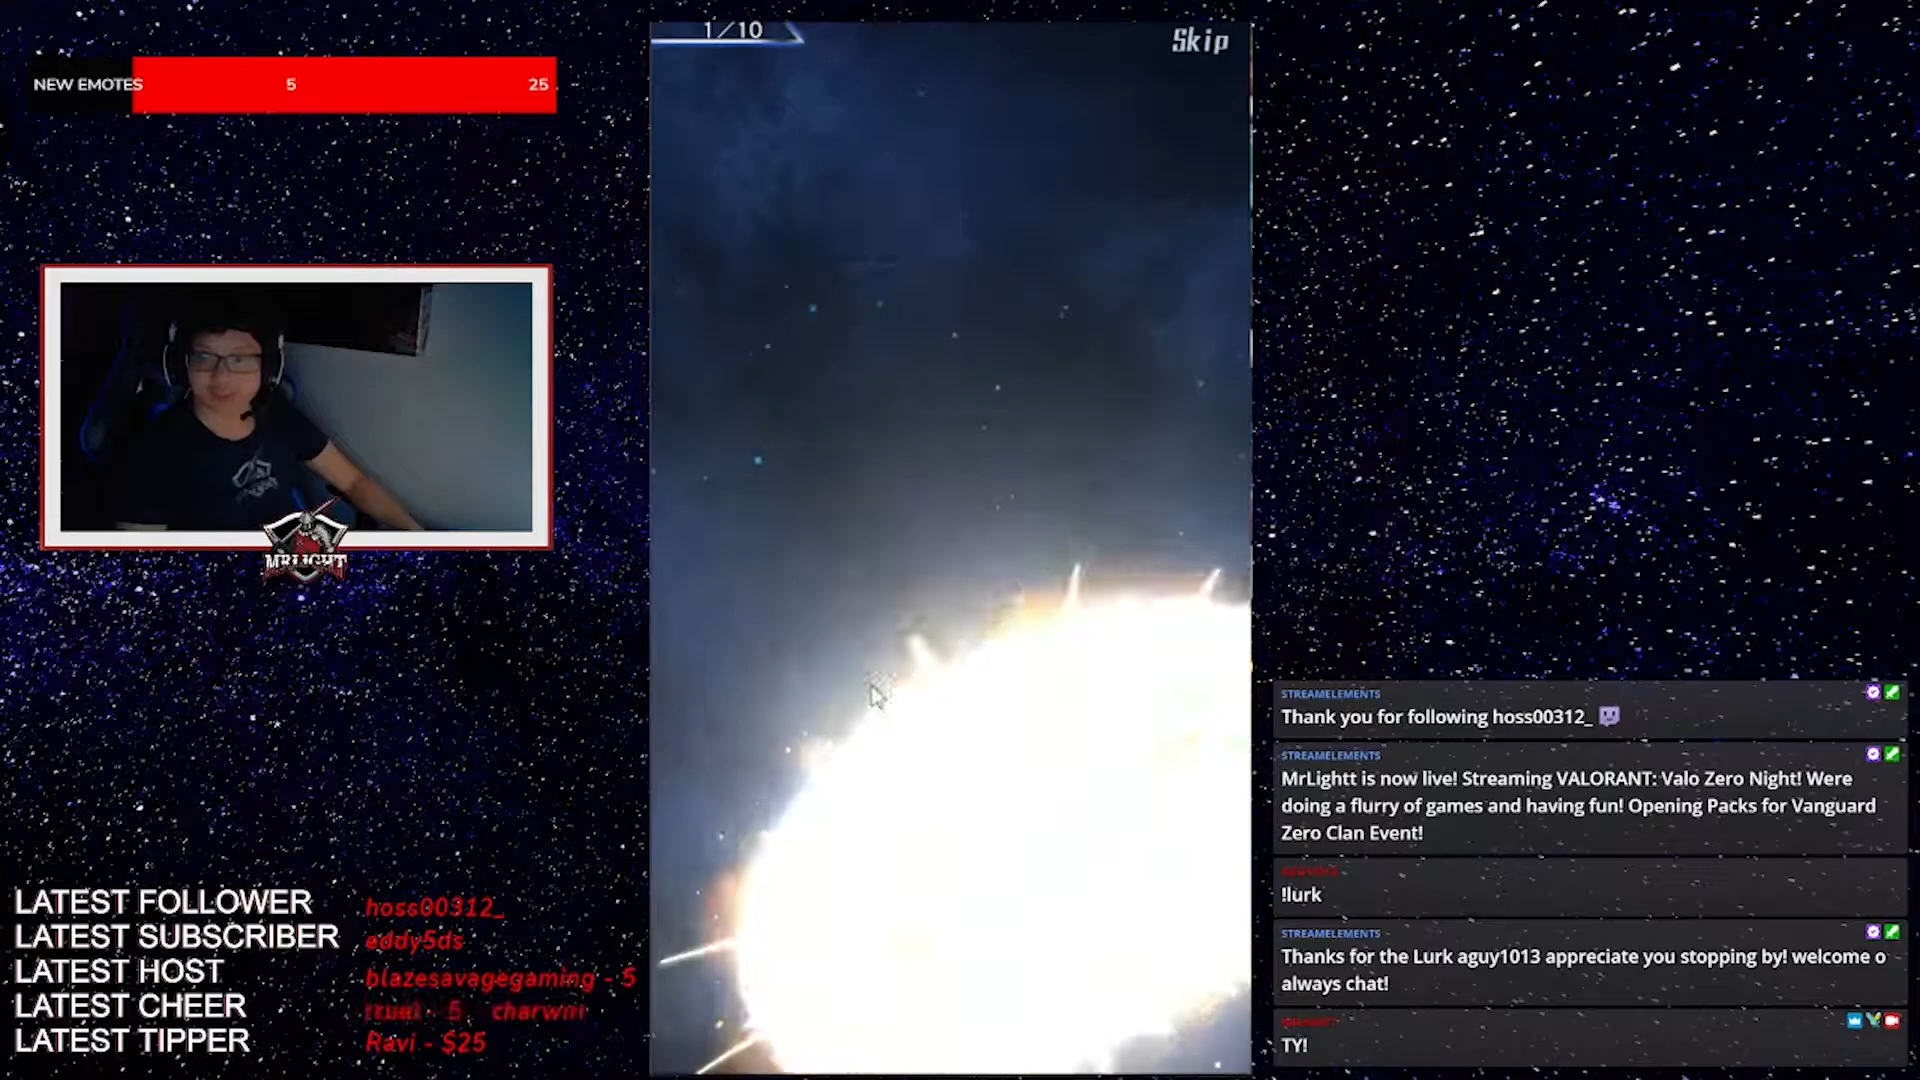 NEW EMOTES 5 25
1/10
Skip
MRLIGHT
LATEST FOLLOWER hoss00312_
LATEST SUBSCRIBER eddy5ds
LATEST HOST blazesavagegaming - 5
LATEST CHEER - 5
LATEST TIPPER Ravi - $25
STREAMELEMENTS
Thank you for following hoss00312_
STREAMELEMENTS
MrLightt is now live! Streaming VALORANT: Valo Zero Night! Were
doing a flurry of games and having fun! Opening Packs for Vanguard
Zero Clan Event!
!lurk
STREAMELEMENTS
Thanks for the Lurk aguy1013 appreciate you stopping by! welcome o
always chat!
TY!